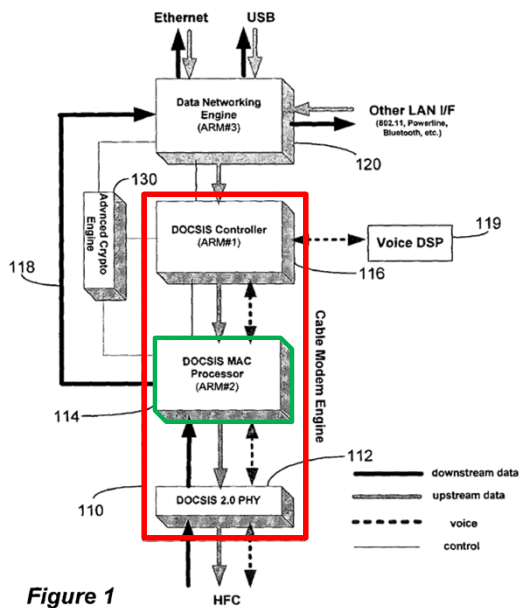 Ethernet
USB
Data Networking
Engine
(ARM#3)
Other LAN I/F
(802.11, Powerline,
Bluetooth, etc.)
120
130
Advnced Crypto
Engine
DOCSIS Controller
(ARM#1)
Voice DSP
119
116
118
Cable Modem Engine
DOCSIS MAC
Processor
(ARM#2)
114
112
110
DOCSIS 2.0 PHY
downstream data
upstream data
voice
control
HFC
Figure 1